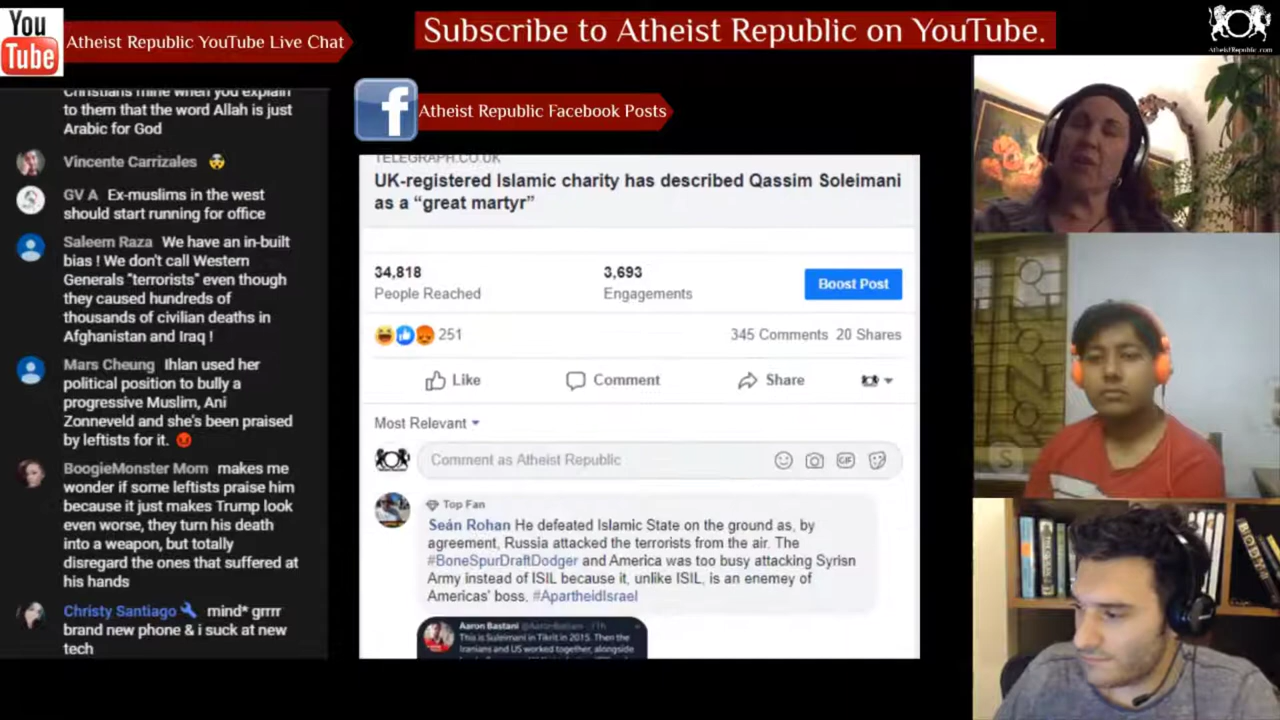 You
Tube
Atheist Republic YouTube Live Chat
Subscribe to Atheist Republic on YouTube.
AtheistRepublic.com
Christians mine when you explain
to them that the word Allah is just
Arabic for God
Vincente Carrizales
GV A Ex-muslims in the west
should start running for office
Saleem Raza We have an in-built
bias ! We don't call Western
Generals "terrorists" even though
they caused hundreds of
thousands of civilian deaths in
Afghanistan and Iraq !
Mars Cheung Ihlan used her
political position to bully a
progressive Muslim, Ani
Zonneveld and she's been praised
by leftists for it.
BoogieMonster Mom makes me
wonder if some leftists praise him
because it just makes Trump look
even worse, they turn his death
into a weapon, but totally
disregard the ones that suffered at
his hands
Christy Santiago mind* grrrr
brand new phone & i suck at new
tech
f
Atheist Republic Facebook Posts
TELEGRAPH.CO.UK
UK-registered Islamic charity has described Qassim Soleimani
as a “great martyr”
34,818
People Reached
3,693
Engagements
Boost Post
251
345 Comments 20 Shares
Like
Comment
Share
Most Relevant
Comment as Atheist Republic
GIF
Top Fan
Seán Rohan He defeated Islamic State on the ground as, by
agreement, Russia attacked the terrorists from the air. The
#BoneSpurDraftDodger and America was too busy attacking Syrisn
Army instead of ISIL because it, unlike ISIL, is an enemey of
Americas' boss, #ApartheidIsrael
Aaron Bastani @AaronBastani · 11h
This is Suleimani in Tikrit in 2015. Then the
Iranians and US worked together, alongside
S